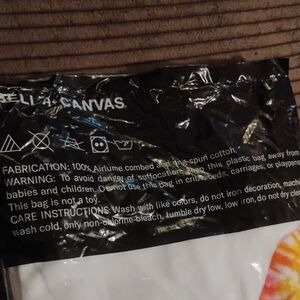 BELLA+CANVAS
FABRICATION: 100% Airlume combed and ring-spun cotton.
WARNING: To avoid danger of suffocation, keep this plastic bag away from
babies and children. Do not use this bag in cribs, beds, carriages, or playpens.
This bag is not a toy.
CARE INSTRUCTIONS: Wash with like colors, do not iron decoration, machine
wash cold, only non-chlorine-bleach, tumble dry low, low iron, do not dry clean